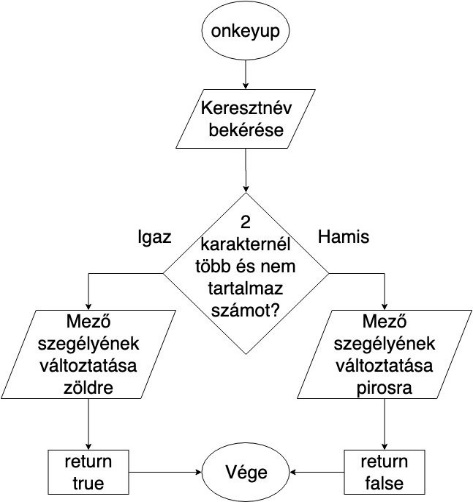 onkeyup
Keresztnév
bekérése
2
karakternél
több és nem
tartalmaz
számot?
Igaz
Hamis
Mező
szegélyének
változtatása
zöldre
Mező
szegélyének
változtatása
pirosra
return
true
Vége
return
false